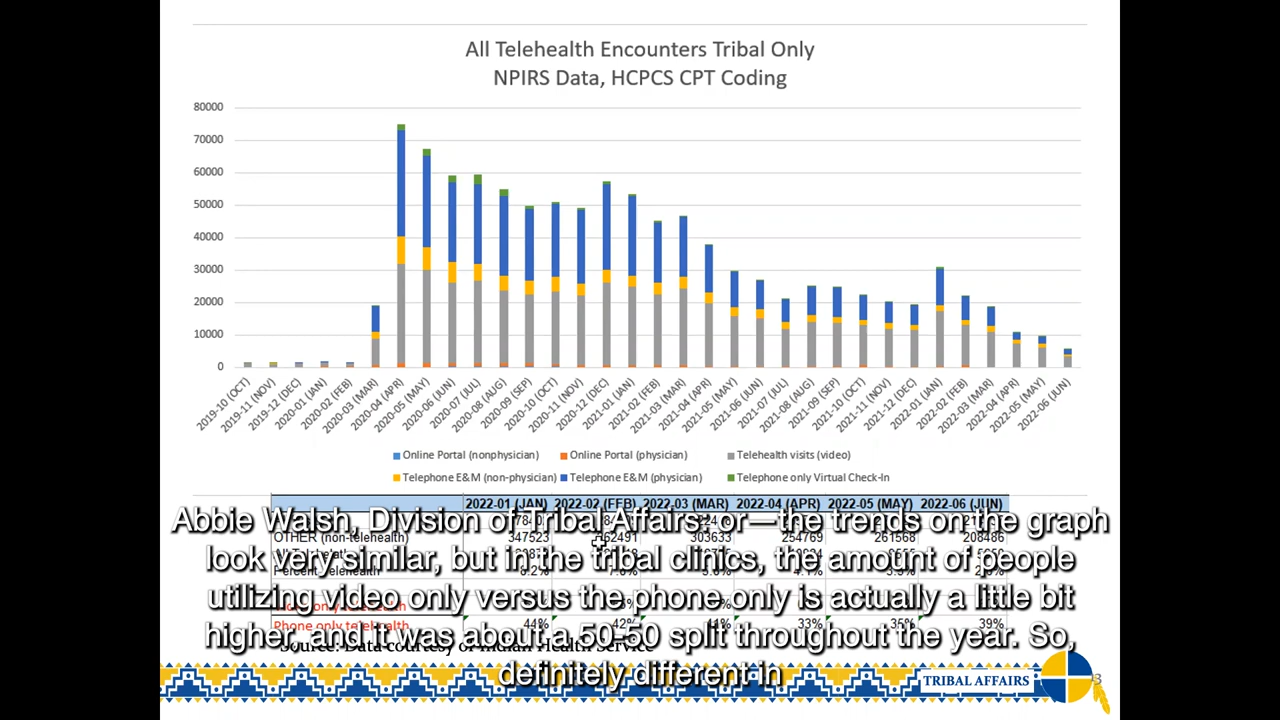 All Telehealth Encounters Tribal Only
NPIRS Data, HCPCS CPT Coding
80000
70000
60000
50000
40000
30000
20000
10000
0
2019-10 (OCT) 2019-11 (NOV) 2019-12 (DEC) 2020-01 (JAN) 2020-02 (FEB) 2020-03 (MAR) 2020-04 (APR) 2020-05 (MAY) 2020-06 (JUN) 2020-07 (JUL) 2020-08 (AUG) 2020-09 (SEP) 2020-10 (OCT) 2020-11 (NOV) 2020-12 (DEC) 2021-01 (JAN) 2021-02 (FEB) 2021-03 (MAR) 2021-04 (APR) 2021-05 (MAY) 2021-06 (JUN) 2021-07 (JUL) 2021-08 (AUG) 2021-09 (SEP) 2021-10 (OCT) 2021-11 (NOV) 2021-12 (DEC) 2022-01 (JAN) 2022-02 (FEB) 2022-03 (MAR) 2022-04 (APR) 2022-05 (MAY) 2022-06 (JUN)
Online Portal (nonphysician) Online Portal (physician) Telehealth visits (video)
Telephone E&M (non-physician) Telephone E&M (physician) Telephone only Virtual Check-In
2022-01 (JAN) 2022-02 (FEB) 2022-03 (MAR) 2022-04 (APR) 2022-05 (MAY) 2022-06 (JUN)
Abbie Walsh, Division of Tribal Affairs: or—the trends on the graph
OTHER (non-telehealth) 347523 303633 254769 261568 208486
look very similar, but in the tribal clinics, the amount of people
Percent Telehealth
utilizing video only versus the phone only is actually a little bit
Phone only telehealth 44% 42% 41% 33% 35% 39%
higher, and it was about a 50-50 split throughout the year. So,
Source: Data courtesy of Indian Health Service
definitely different in
TRIBAL AFFAIRS